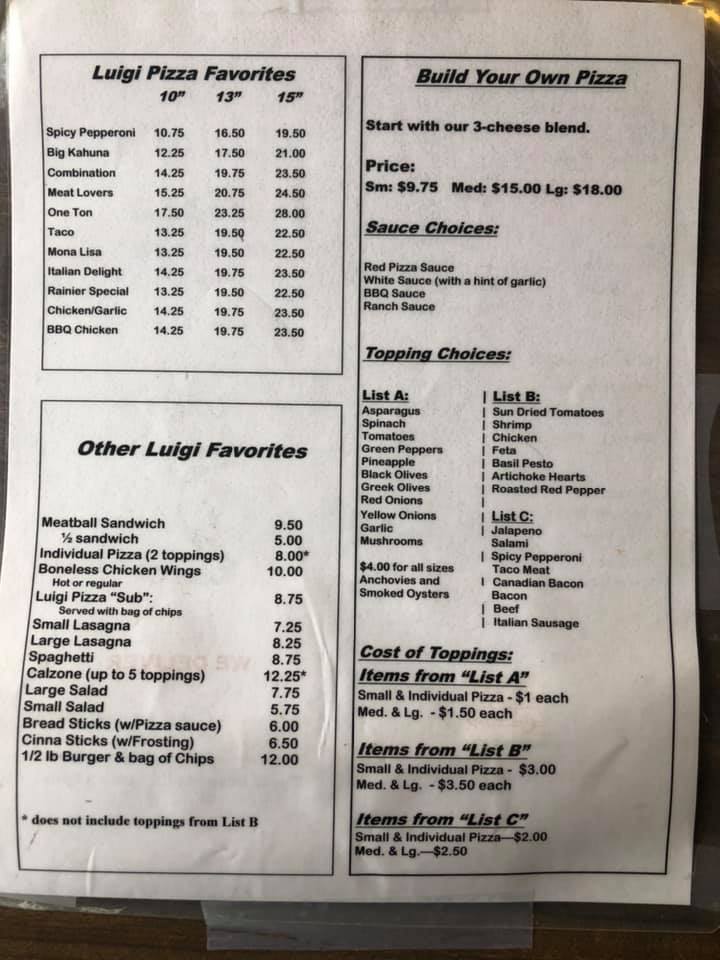 Luigi Pizza Favorites
10" 13" 15"
Spicy Pepperoni 10.75 16.50 19.50
Big Kahuna 12.25 17.50 21.00
Combination 14.25 19.75 23.50
Meat Lovers 15.25 20.75 24.50
One Ton 17.50 23.25 28.00
Taco 13.25 19.50 22.50
Mona Lisa 13.25 19.50 22.50
Italian Delight 14.25 19.75 23.50
Rainier Special 13.25 19.50 22.50
Chicken/Garlic 14.25 19.75 23.50
BBQ Chicken 14.25 19.75 23.50
Other Luigi Favorites
Meatball Sandwich 9.50
½ sandwich 5.00
Individual Pizza (2 toppings) 8.00*
Boneless Chicken Wings 10.00
Hot or regular
Luigi Pizza "Sub": 8.75
Served with bag of chips
Small Lasagna 7.25
Large Lasagna 8.25
Spaghetti 8.75
Calzone (up to 5 toppings) 12.25*
Large Salad 7.75
Small Salad 5.75
Bread Sticks (w/Pizza sauce) 6.00
Cinna Sticks (w/Frosting) 6.50
1/2 lb Burger & bag of Chips 12.00
* does not include toppings from List B
Build Your Own Pizza
Start with our 3-cheese blend.
Price:
Sm: $9.75 Med: $15.00 Lg: $18.00
Sauce Choices:
Red Pizza Sauce
White Sauce (with a hint of garlic)
BBQ Sauce
Ranch Sauce
Topping Choices:
List A:
Asparagus
Spinach
Tomatoes
Green Peppers
Pineapple
Black Olives
Greek Olives
Red Onions
Yellow Onions
Garlic
Mushrooms
$4.00 for all sizes
Anchovies and
Smoked Oysters
| List B:
| Sun Dried Tomatoes
| Shrimp
| Chicken
| Feta
| Basil Pesto
| Artichoke Hearts
| Roasted Red Pepper
|
| List C:
| Jalapeno
Salami
| Spicy Pepperoni
Taco Meat
| Canadian Bacon
Bacon
| Beef
| Italian Sausage
Cost of Toppings:
Items from "List A"
Small & Individual Pizza - $1 each
Med. & Lg. - $1.50 each
Items from "List B"
Small & Individual Pizza - $3.00
Med. & Lg. - $3.50 each
Items from "List C"
Small & Individual Pizza—$2.00
Med. & Lg.—$2.50
WE DELIVER